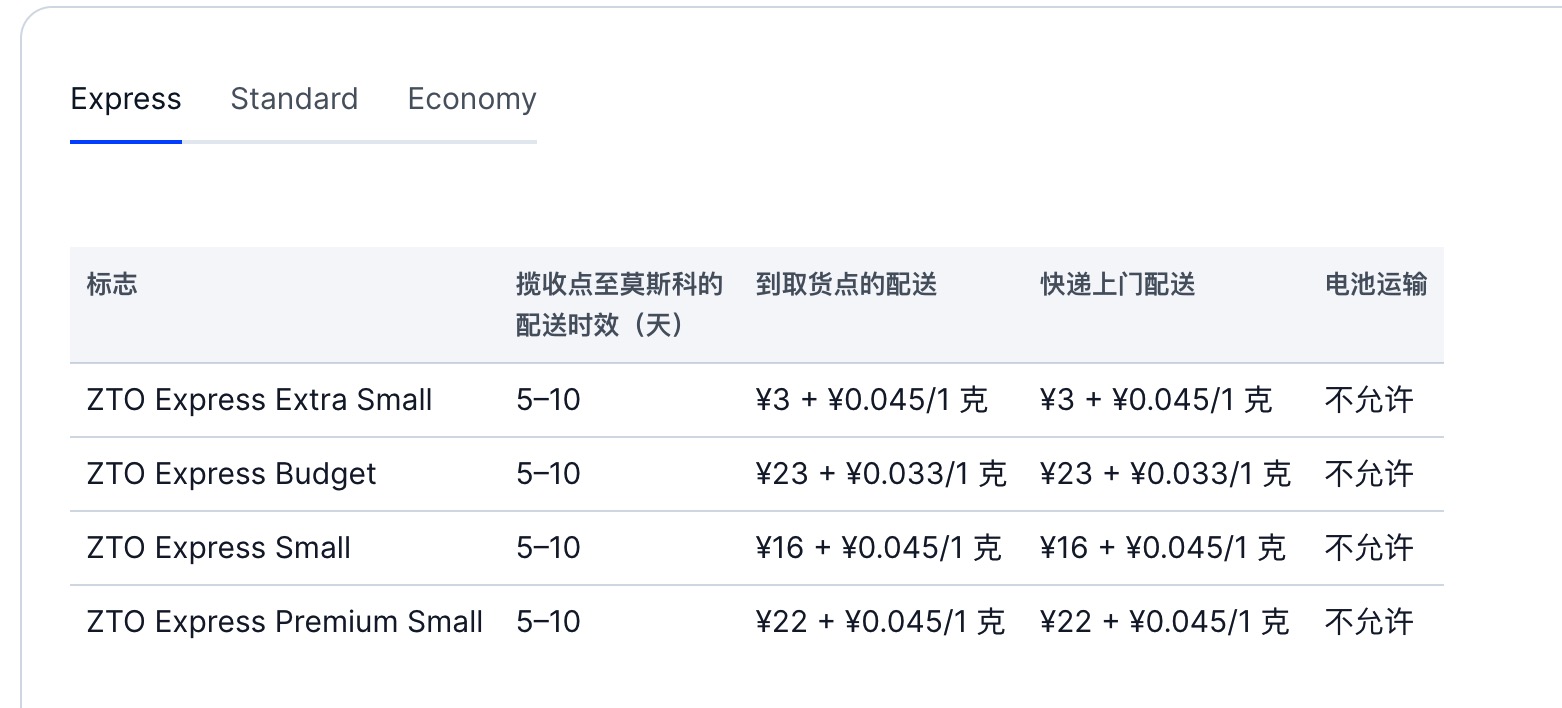 Express Standard Economy
标志 揽收点至莫斯科的 到取货点的配送 快递上门配送 电池运输
配送时效（天）
ZTO Express Extra Small 5–10 ¥3 + ¥0.045/1 克 ¥3 + ¥0.045/1 克 不允许
ZTO Express Budget 5–10 ¥23 + ¥0.033/1 克 ¥23 + ¥0.033/1 克 不允许
ZTO Express Small 5–10 ¥16 + ¥0.045/1 克 ¥16 + ¥0.045/1 克 不允许
ZTO Express Premium Small 5–10 ¥22 + ¥0.045/1 克 ¥22 + ¥0.045/1 克 不允许